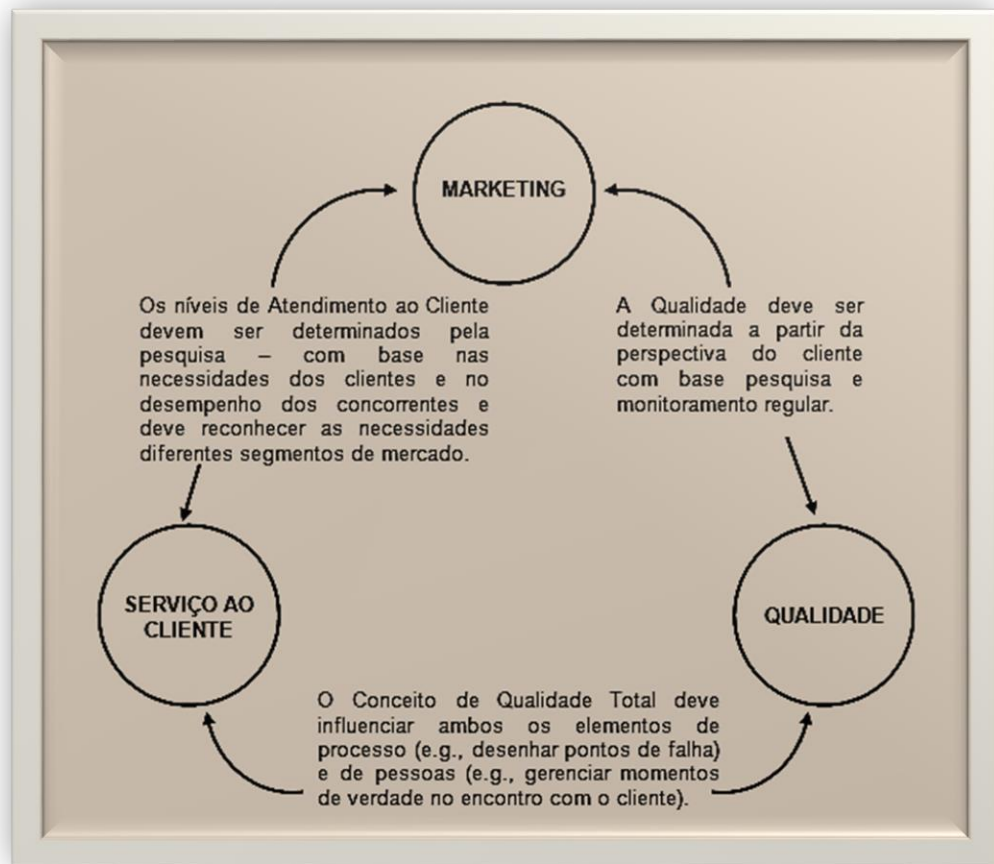 MARKETING
Os níveis de Atendimento ao Cliente
devem ser determinados pela
pesquisa – com base nas
necessidades dos clientes e no
desempenho dos concorrentes e
deve reconhecer as necessidades
diferentes segmentos de mercado.
A Qualidade deve ser
determinada a partir da
perspectiva do cliente
com base pesquisa e
monitoramento regular.
SERVIÇO AO
CLIENTE
QUALIDADE
O Conceito de Qualidade Total deve
influenciar ambos os elementos de
processo (e.g., desenhar pontos de falha)
e de pessoas (e.g., gerenciar momentos
de verdade no encontro com o cliente).